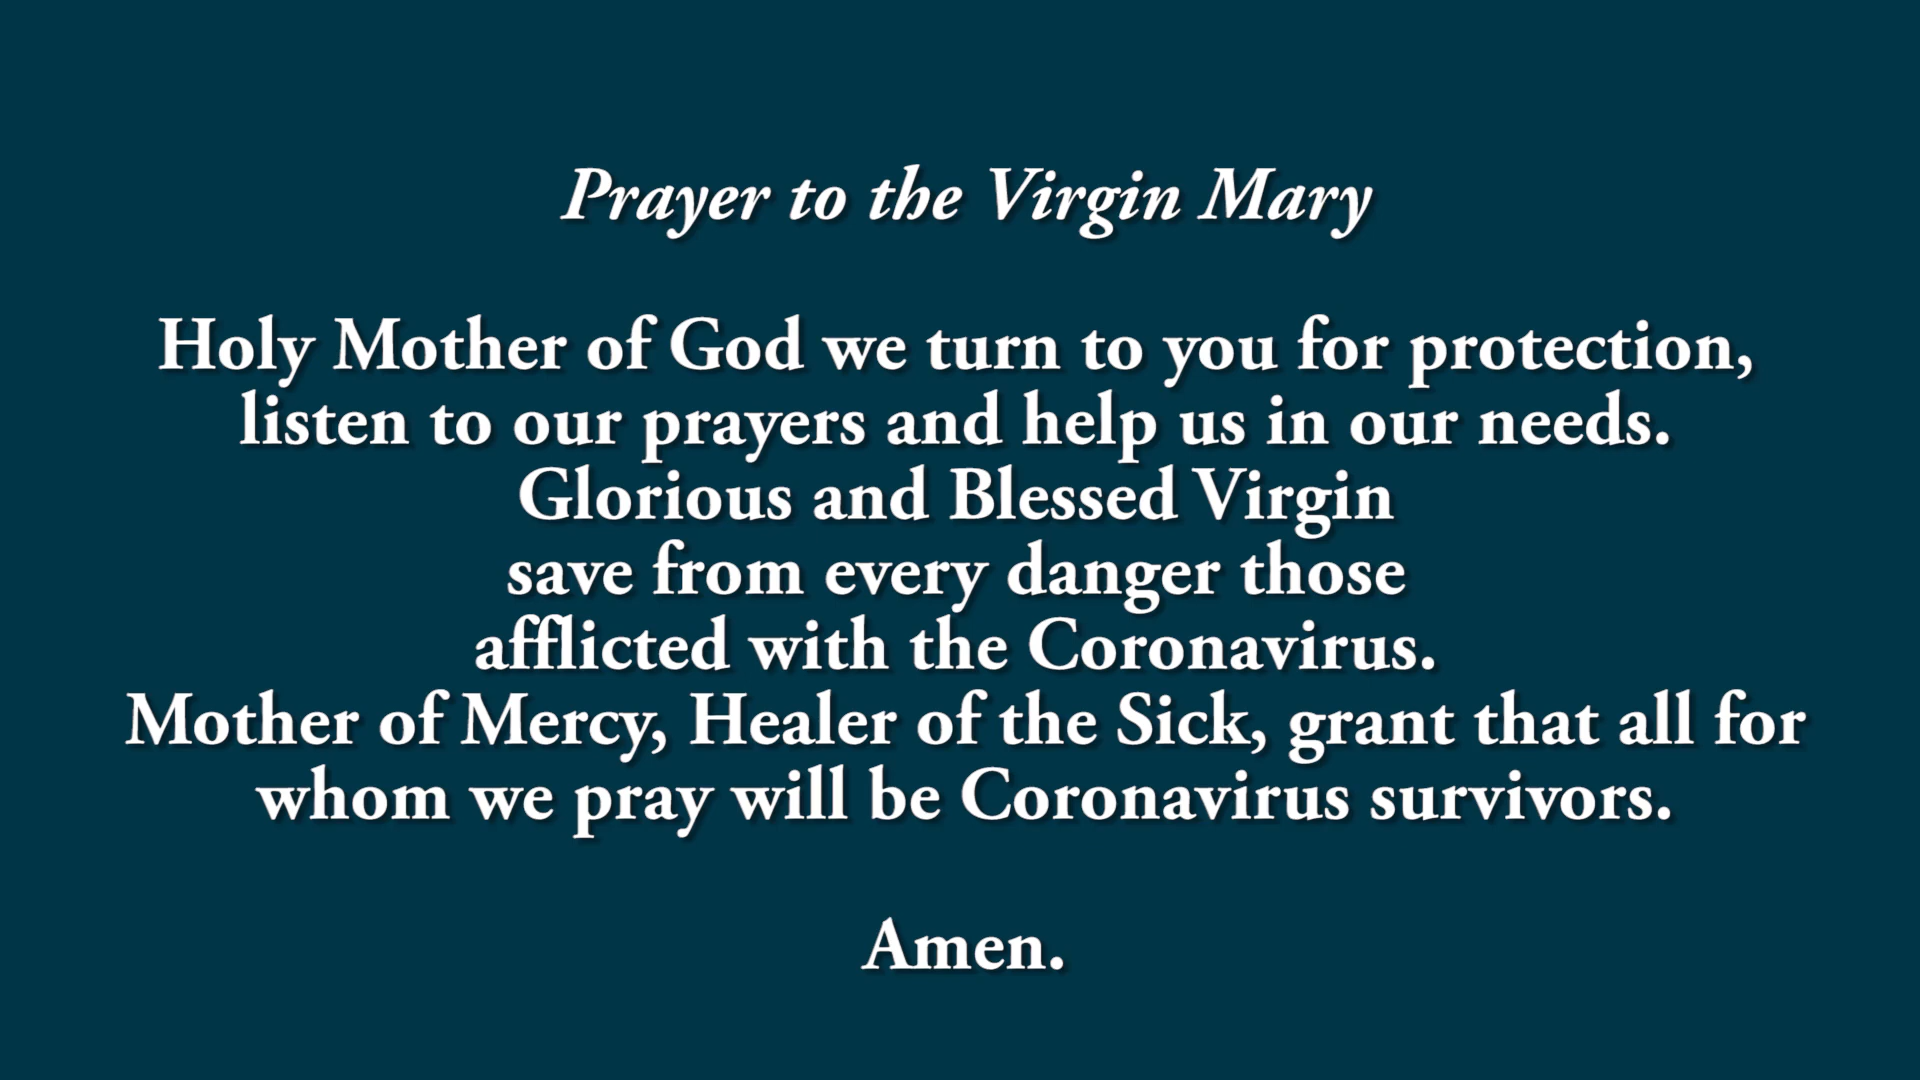 Prayer to the Virgin Mary
Holy Mother of God we turn to you for protection,
listen to our prayers and help us in our needs.
Glorious and Blessed Virgin
save from every danger those
afflicted with the Coronavirus.
Mother of Mercy, Healer of the Sick, grant that all for
whom we pray will be Coronavirus survivors.
Amen.